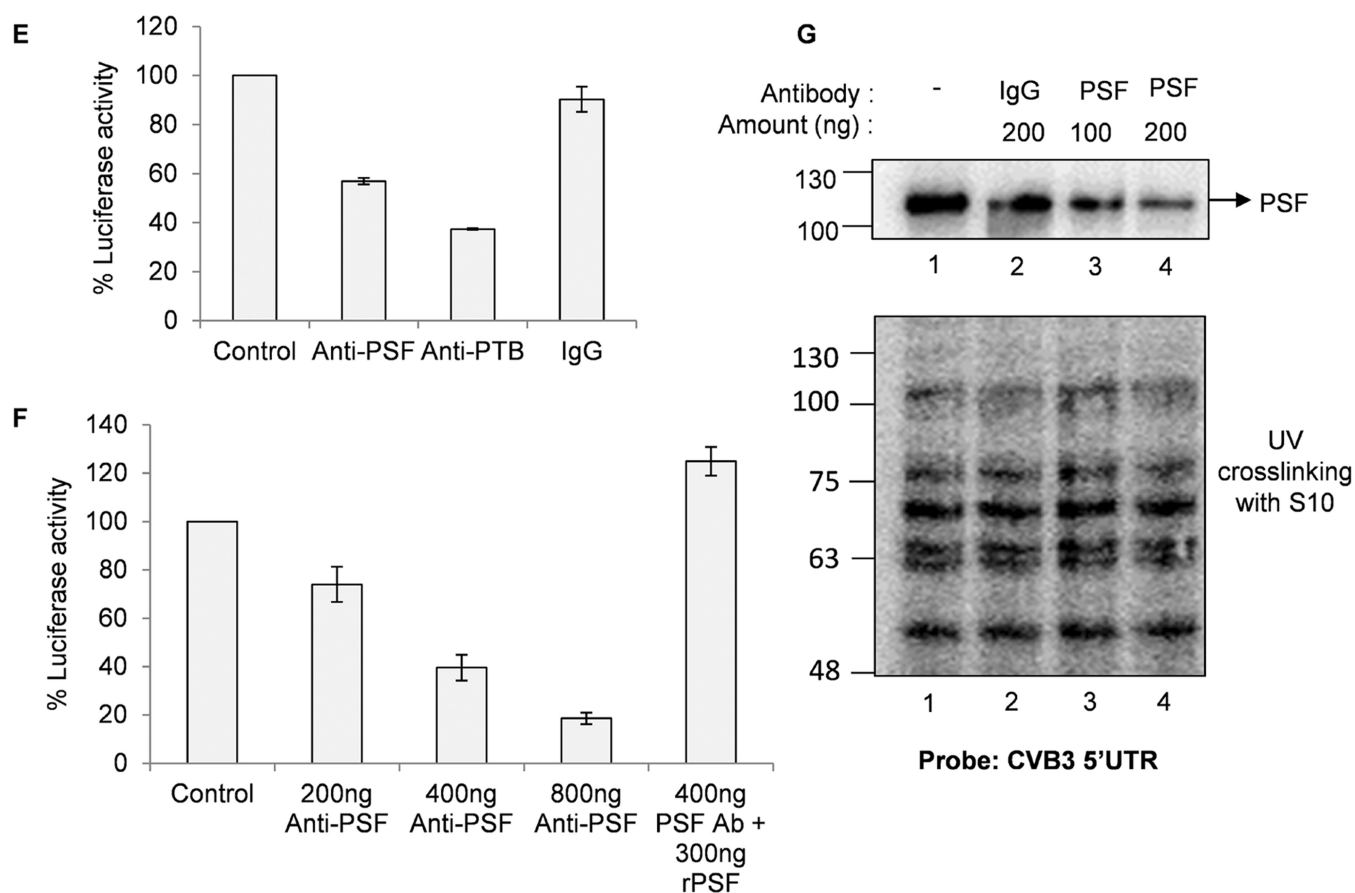 E
120
100
80
60
40
20
0
% Luciferase activity
Control Anti-PSF Anti-PTB IgG
F
140
120
100
80
60
40
20
0
% Luciferase activity
Control
200ng
Anti-PSF
400ng
Anti-PSF
800ng
Anti-PSF
400ng
PSF Ab +
300ng
rPSF
G
Antibody : - IgG PSF PSF
Amount (ng) : 200 100 200
130
100
PSF
1 2 3 4
130
100
75
63
48
UV
crosslinking
with S10
1 2 3 4
Probe: CVB3 5’UTR